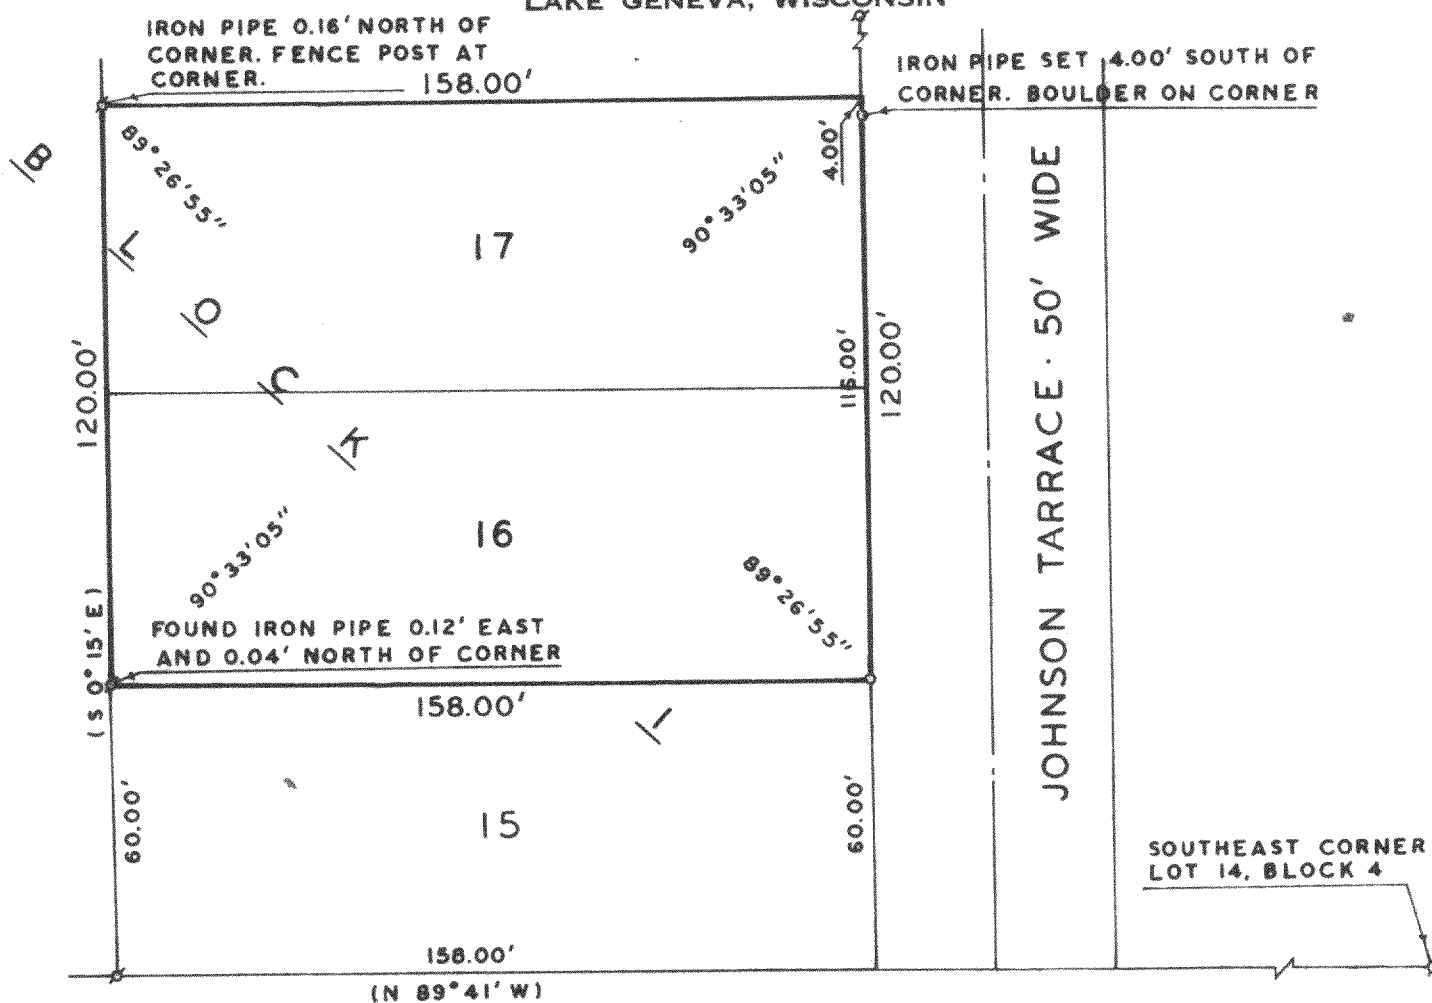 LAKE GENEVA, WISCONSIN
IRON PIPE 0.16' NORTH OF
CORNER. FENCE POST AT
CORNER.
158.00'
IRON PIPE SET 4.00' SOUTH OF
CORNER. BOULDER ON CORNER
89°26'55"
90°33'05"
4.00'
17
BLOCK 1
120.00'
116.00'
120.00'
JOHNSON TARRACE · 50' WIDE
16
90°33'05"
89°26'55"
FOUND IRON PIPE 0.12' EAST
AND 0.04' NORTH OF CORNER
(S 0°15' E)
158.00'
60.00'
15
60.00'
SOUTHEAST CORNER
LOT 14, BLOCK 4
158.00'
(N 89°41' W)